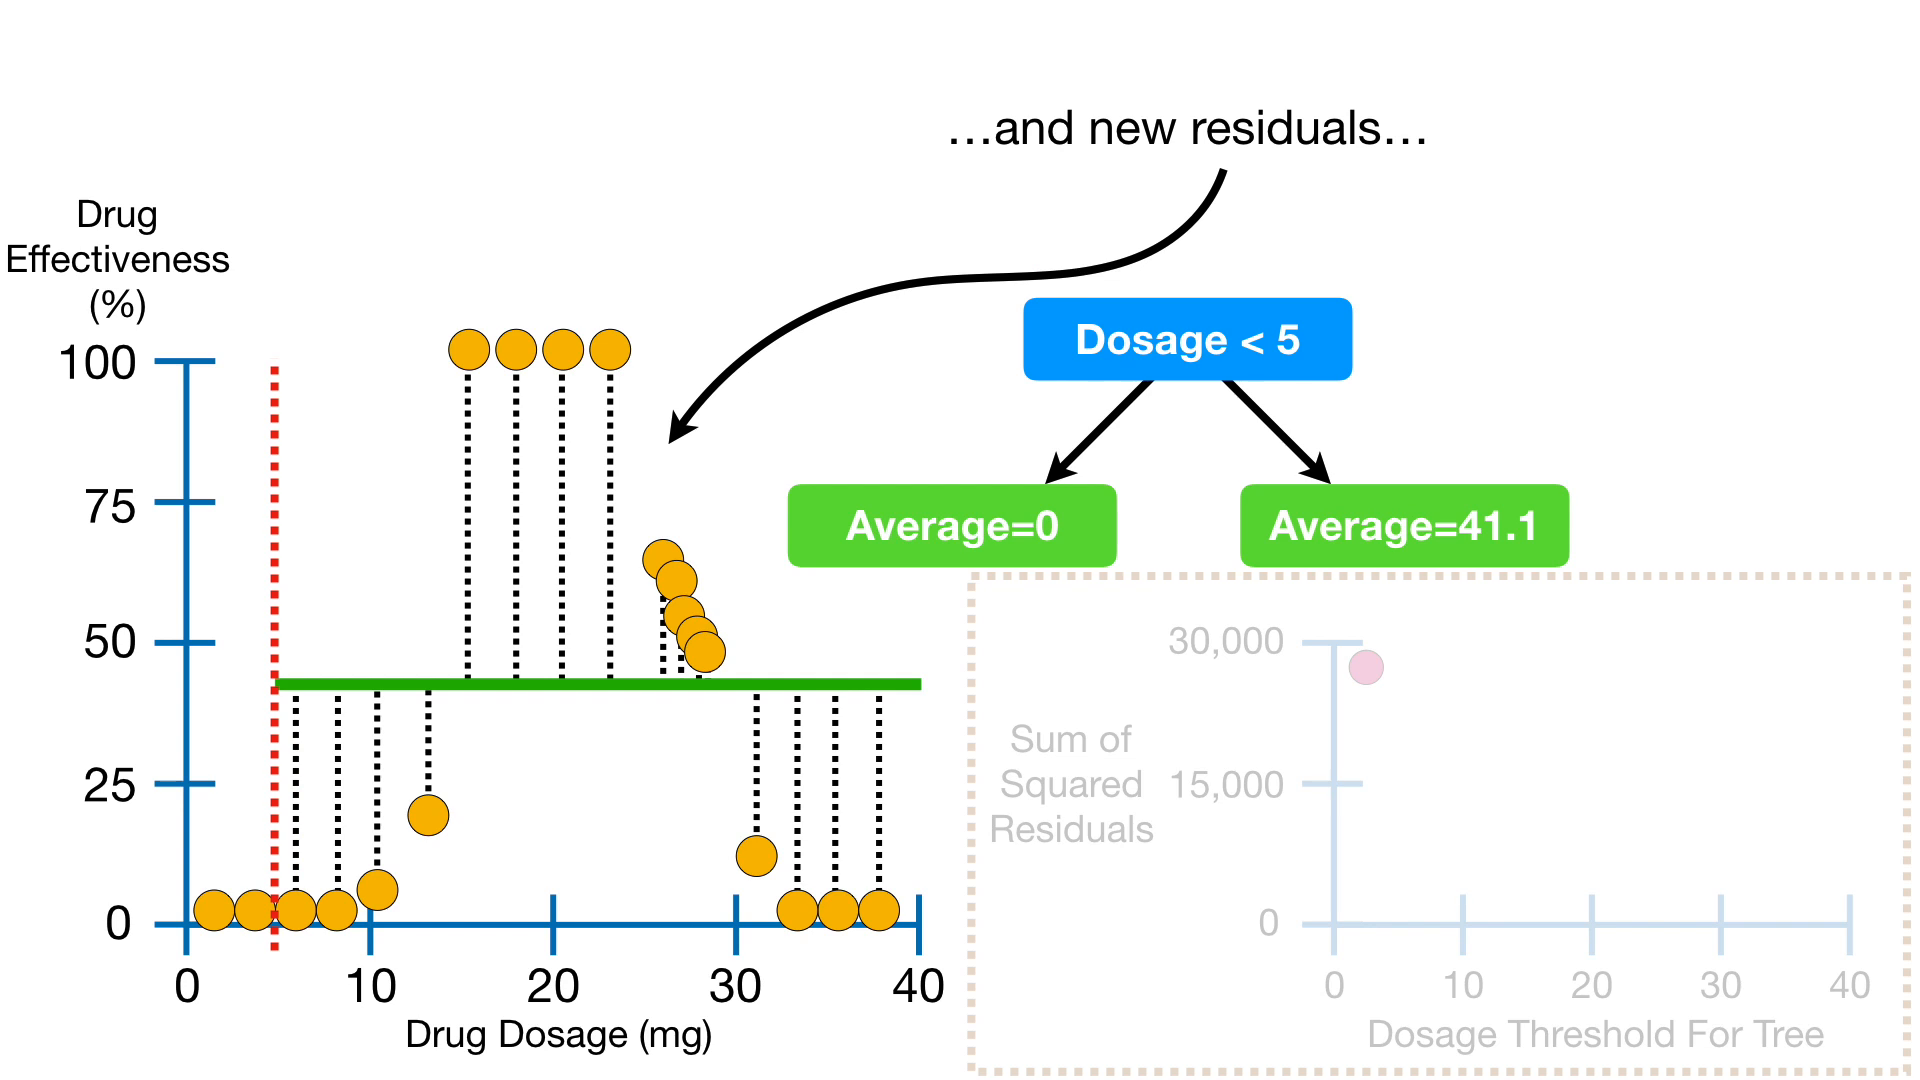 …and new residuals…
Drug
Effectiveness
(%)
100
75
50
25
0
0 10 20 30 40
Drug Dosage (mg)
Dosage < 5
Average=0
Average=41.1
Sum of
Squared
Residuals
30,000
15,000
0
0 10 20 30 40
Dosage Threshold For Tree